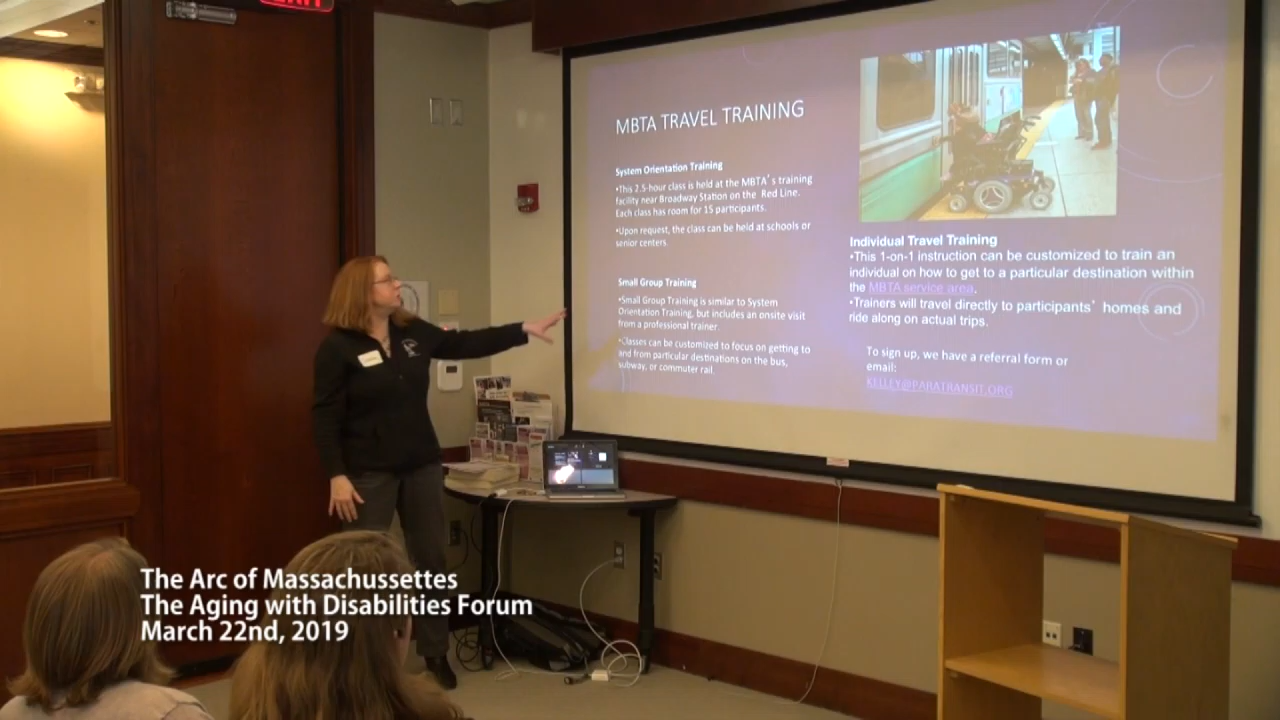 EXIT
MBTA TRAVEL TRAINING
System Orientation Training
•This 2.5-hour class is held at the MBTA's training
facility near Broadway Station on the Red Line.
Each class has room for 15 participants.
•Upon request, the class can be held at schools or
senior centers.
Small Group Training
•Small Group Training is similar to System
Orientation Training, but includes an onsite visit
from a professional trainer.
•Classes can be customized to focus on getting to
and from particular destinations on the bus,
subway, or commuter rail.
Individual Travel Training
•This 1-on-1 instruction can be customized to train an
individual on how to get to a particular destination within
the MBTA service area.
•Trainers will travel directly to participants' homes and
ride along on actual trips.
To sign up, we have a referral form or
email:
KELLEY@PARATRANSIT.ORG
The Arc of Massachussettes
The Aging with Disabilities Forum
March 22nd, 2019